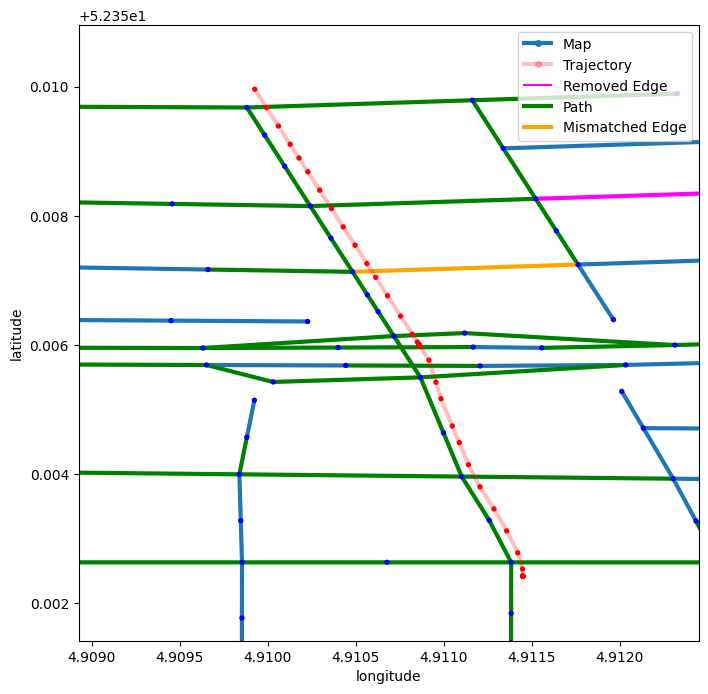 +5.235e1
Map
Trajectory
Removed Edge
Path
Mismatched Edge
0.010
0.008
0.006
0.004
0.002
latitude
4.9090 4.9095 4.9100 4.9105 4.9110 4.9115 4.9120
longitude